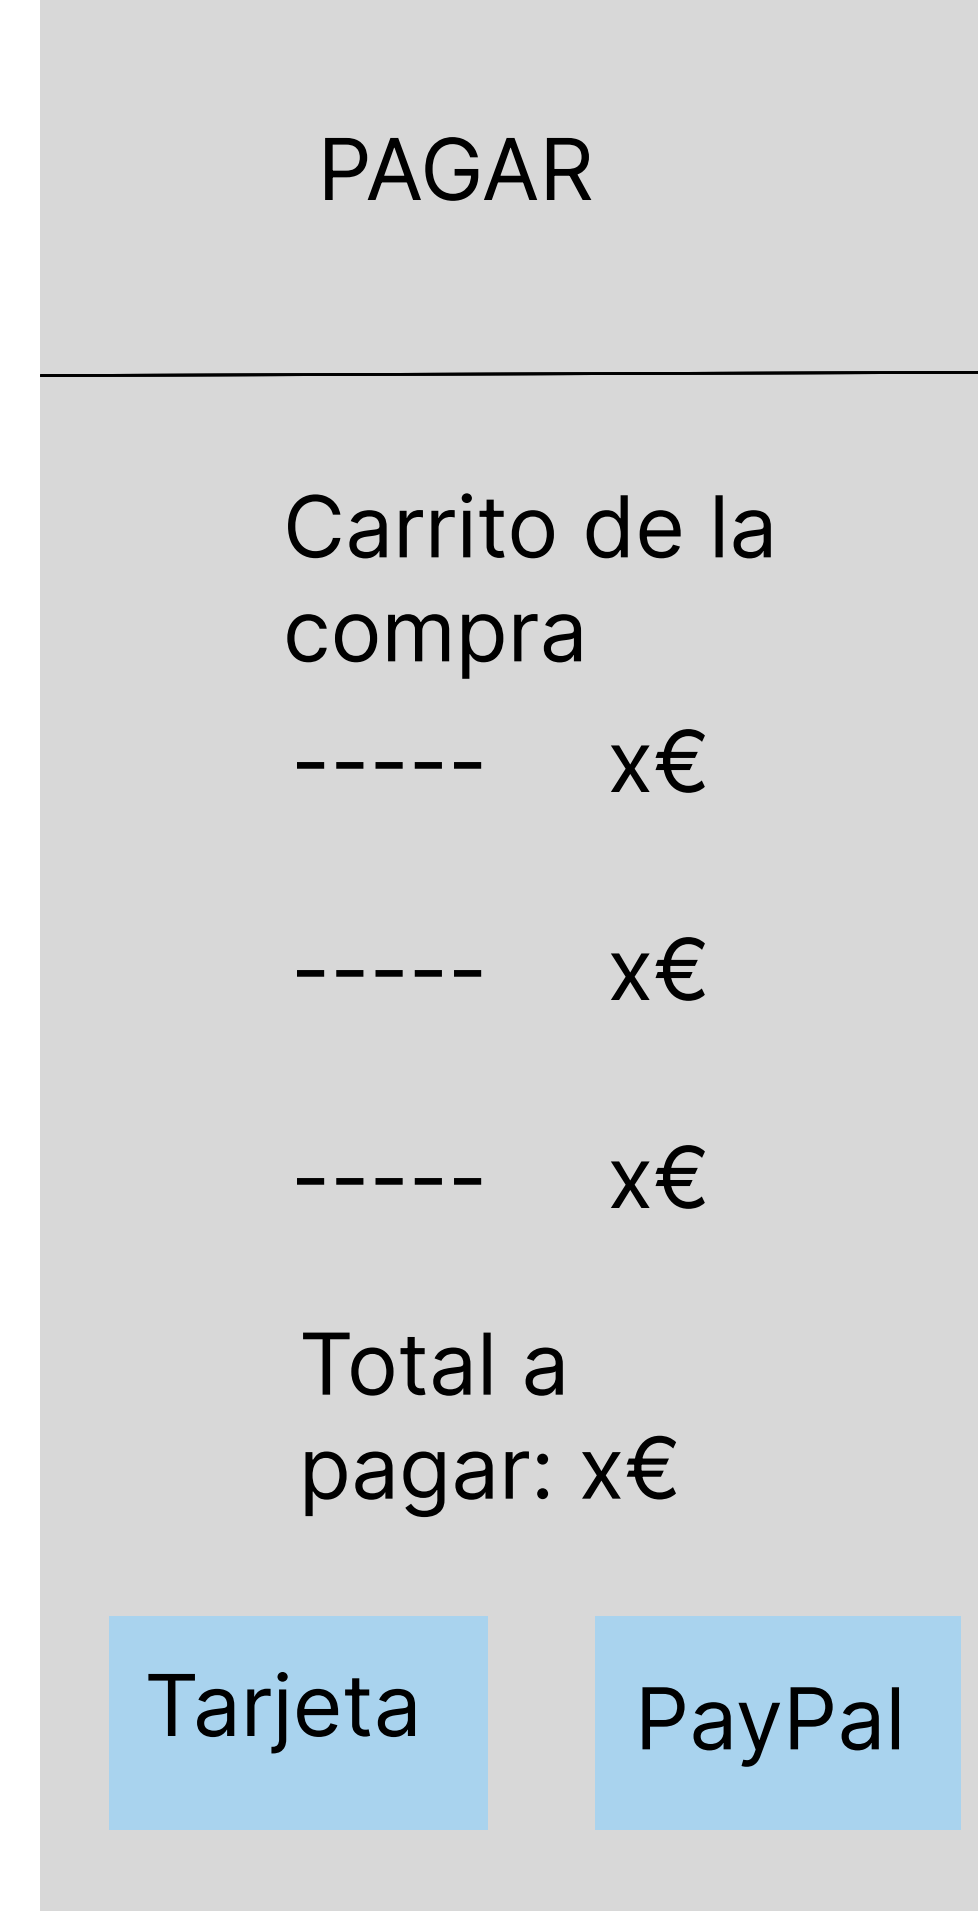 PAGAR
Carrito de la
compra
----- x€
----- x€
----- x€
Total a
pagar: x€
Tarjeta
PayPal